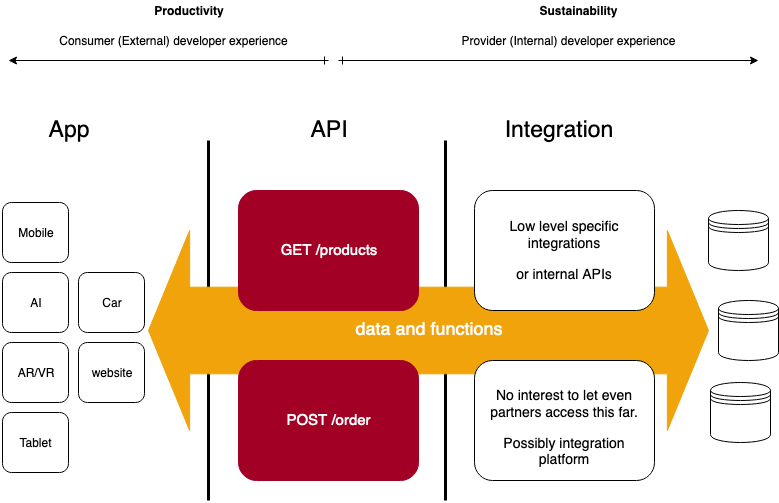 Productivity
Sustainability
Consumer (External) developer experience
Provider (Internal) developer experience
App
API
Integration
Mobile
AI
Car
AR/VR
website
Tablet
GET /products
POST /order
data and functions
Low level specific
integrations
or internal APIs
No interest to let even
partners access this far.
Possibly integration
platform